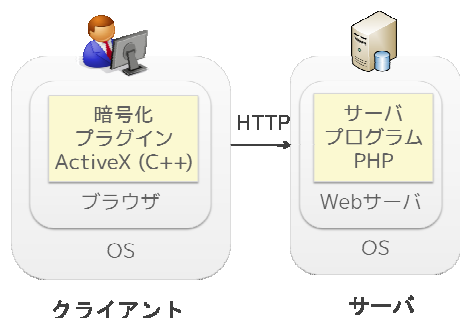 暗号化
プラグイン
ActiveX (C++)
ブラウザ
OS
クライアント
HTTP
サーバ
プログラム
PHP
Webサーバ
OS
サーバ